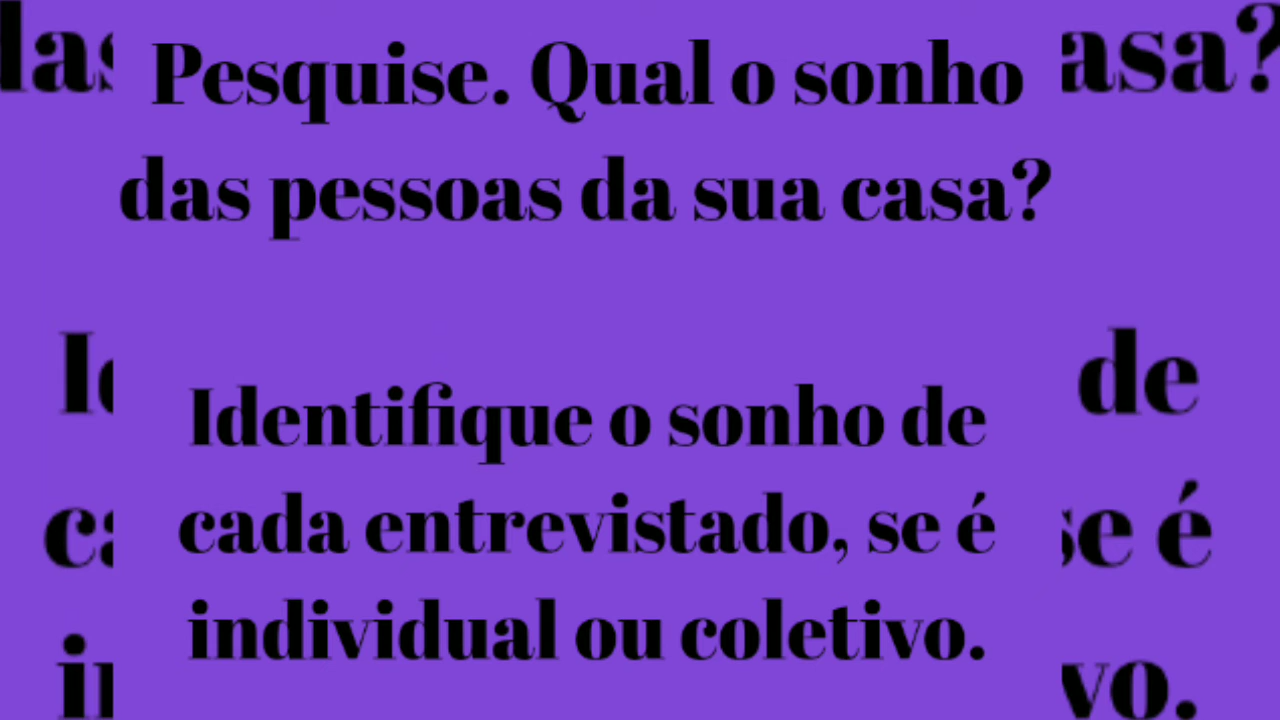 Pesquise. Qual o sonho
das pessoas da sua casa?
Identifique o sonho de
cada entrevistado, se é
individual ou coletivo.